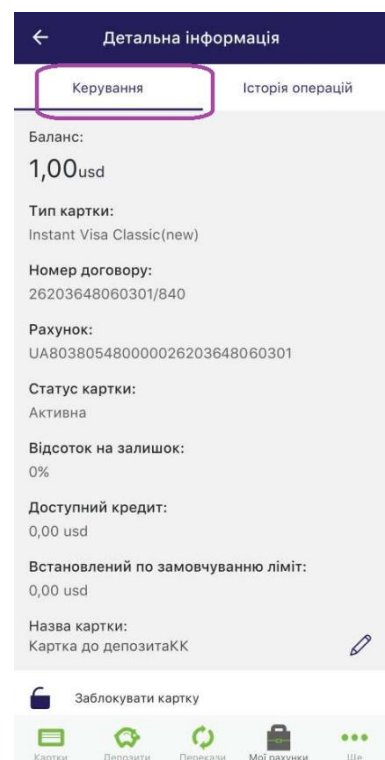 Детальна інформація
Керування
Історія операцій
Баланс:
1,00usd
Тип картки:
Instant Visa Classic(new)
Номер договору:
26203648060301/840
Рахунок:
UA803805480000026203648060301
Статус картки:
Активна
Відсоток на залишок:
0%
Доступний кредит:
0,00 usd
Встановлений по замовчуванню ліміт:
0,00 usd
Назва картки:
Картка до депозитаКК
Заблокувати картку
Картки Депозити Перекази Мої рахунки Ще